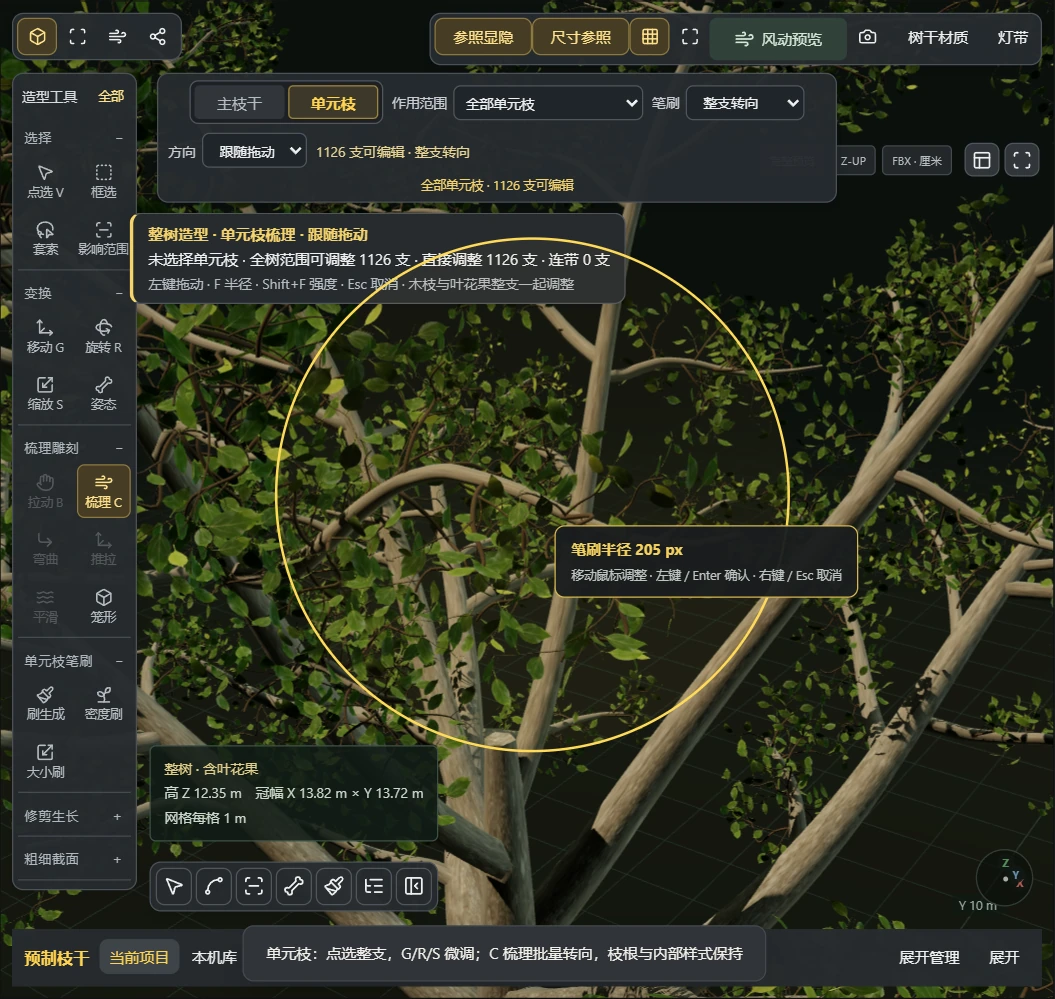 参照显隐 尺寸参照 风动预览 树干材质 灯带
造型工具 全部
主枝干 单元枝 作用范围 全部单元枝 笔刷 整支转向
方向 跟随拖动 1126 支可编辑 · 整支转向
全部单元枝 · 1126 支可编辑
Z-UP FBX · 厘米
选择 −
点选 V 框选
套索 影响范围
整树造型 · 单元枝梳理 · 跟随拖动
未选择单元枝 · 全树范围可调整 1126 支 · 直接调整 1126 支 · 连带 0 支
左键拖动 · F 半径 · Shift+F 强度 · Esc 取消 · 木枝与叶花果整支一起调整
变换 −
移动 G 旋转 R
缩放 S 姿态
梳理雕刻 −
拉动 B 梳理 C
弯曲 推拉
平滑 笼形
笔刷半径 205 px
移动鼠标调整 · 左键 / Enter 确认 · 右键 / Esc 取消
单元枝笔刷 −
刷生成 密度刷
大小刷
修剪生长 +
粗细截面 +
整树 · 含叶花果
高 Z 12.35 m 冠幅 X 13.82 m × Y 13.72 m
网格每格 1 m
Z
Y
X
Y 10 m
预制枝干 当前项目 本机库 单元枝：点选整支，G/R/S 微调；C 梳理批量转向，枝根与内部样式保持 展开管理 展开